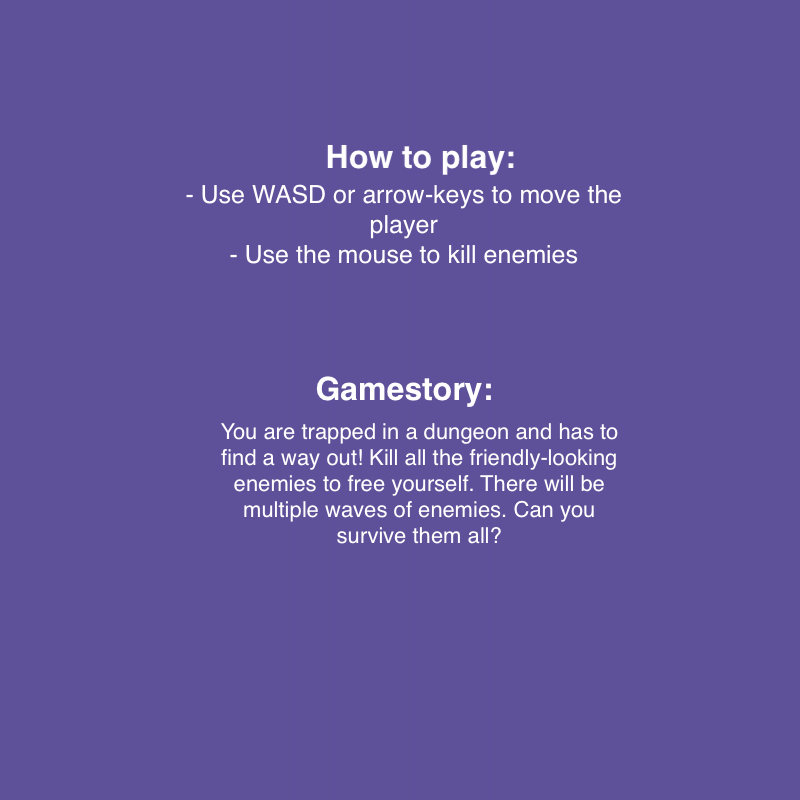 How to play:
- Use WASD or arrow-keys to move the
player
- Use the mouse to kill enemies
Gamestory:
You are trapped in a dungeon and has to
find a way out! Kill all the friendly-looking
enemies to free yourself. There will be
multiple waves of enemies. Can you
survive them all?